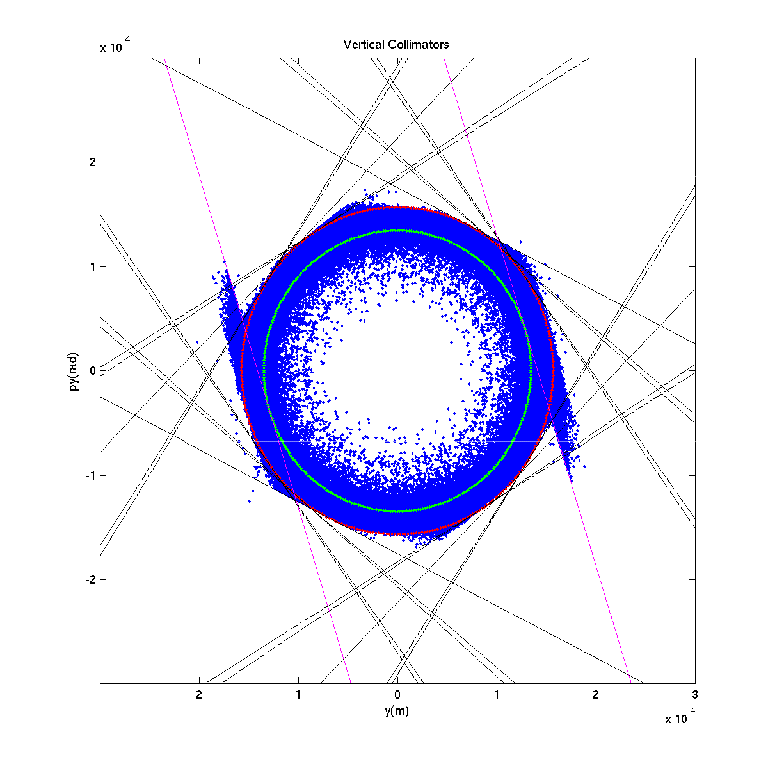 Vertical Collimators
x 10
2
1
0
-1
-2
py(rad)
2 1 0 1 2 3
y(m)
x 10